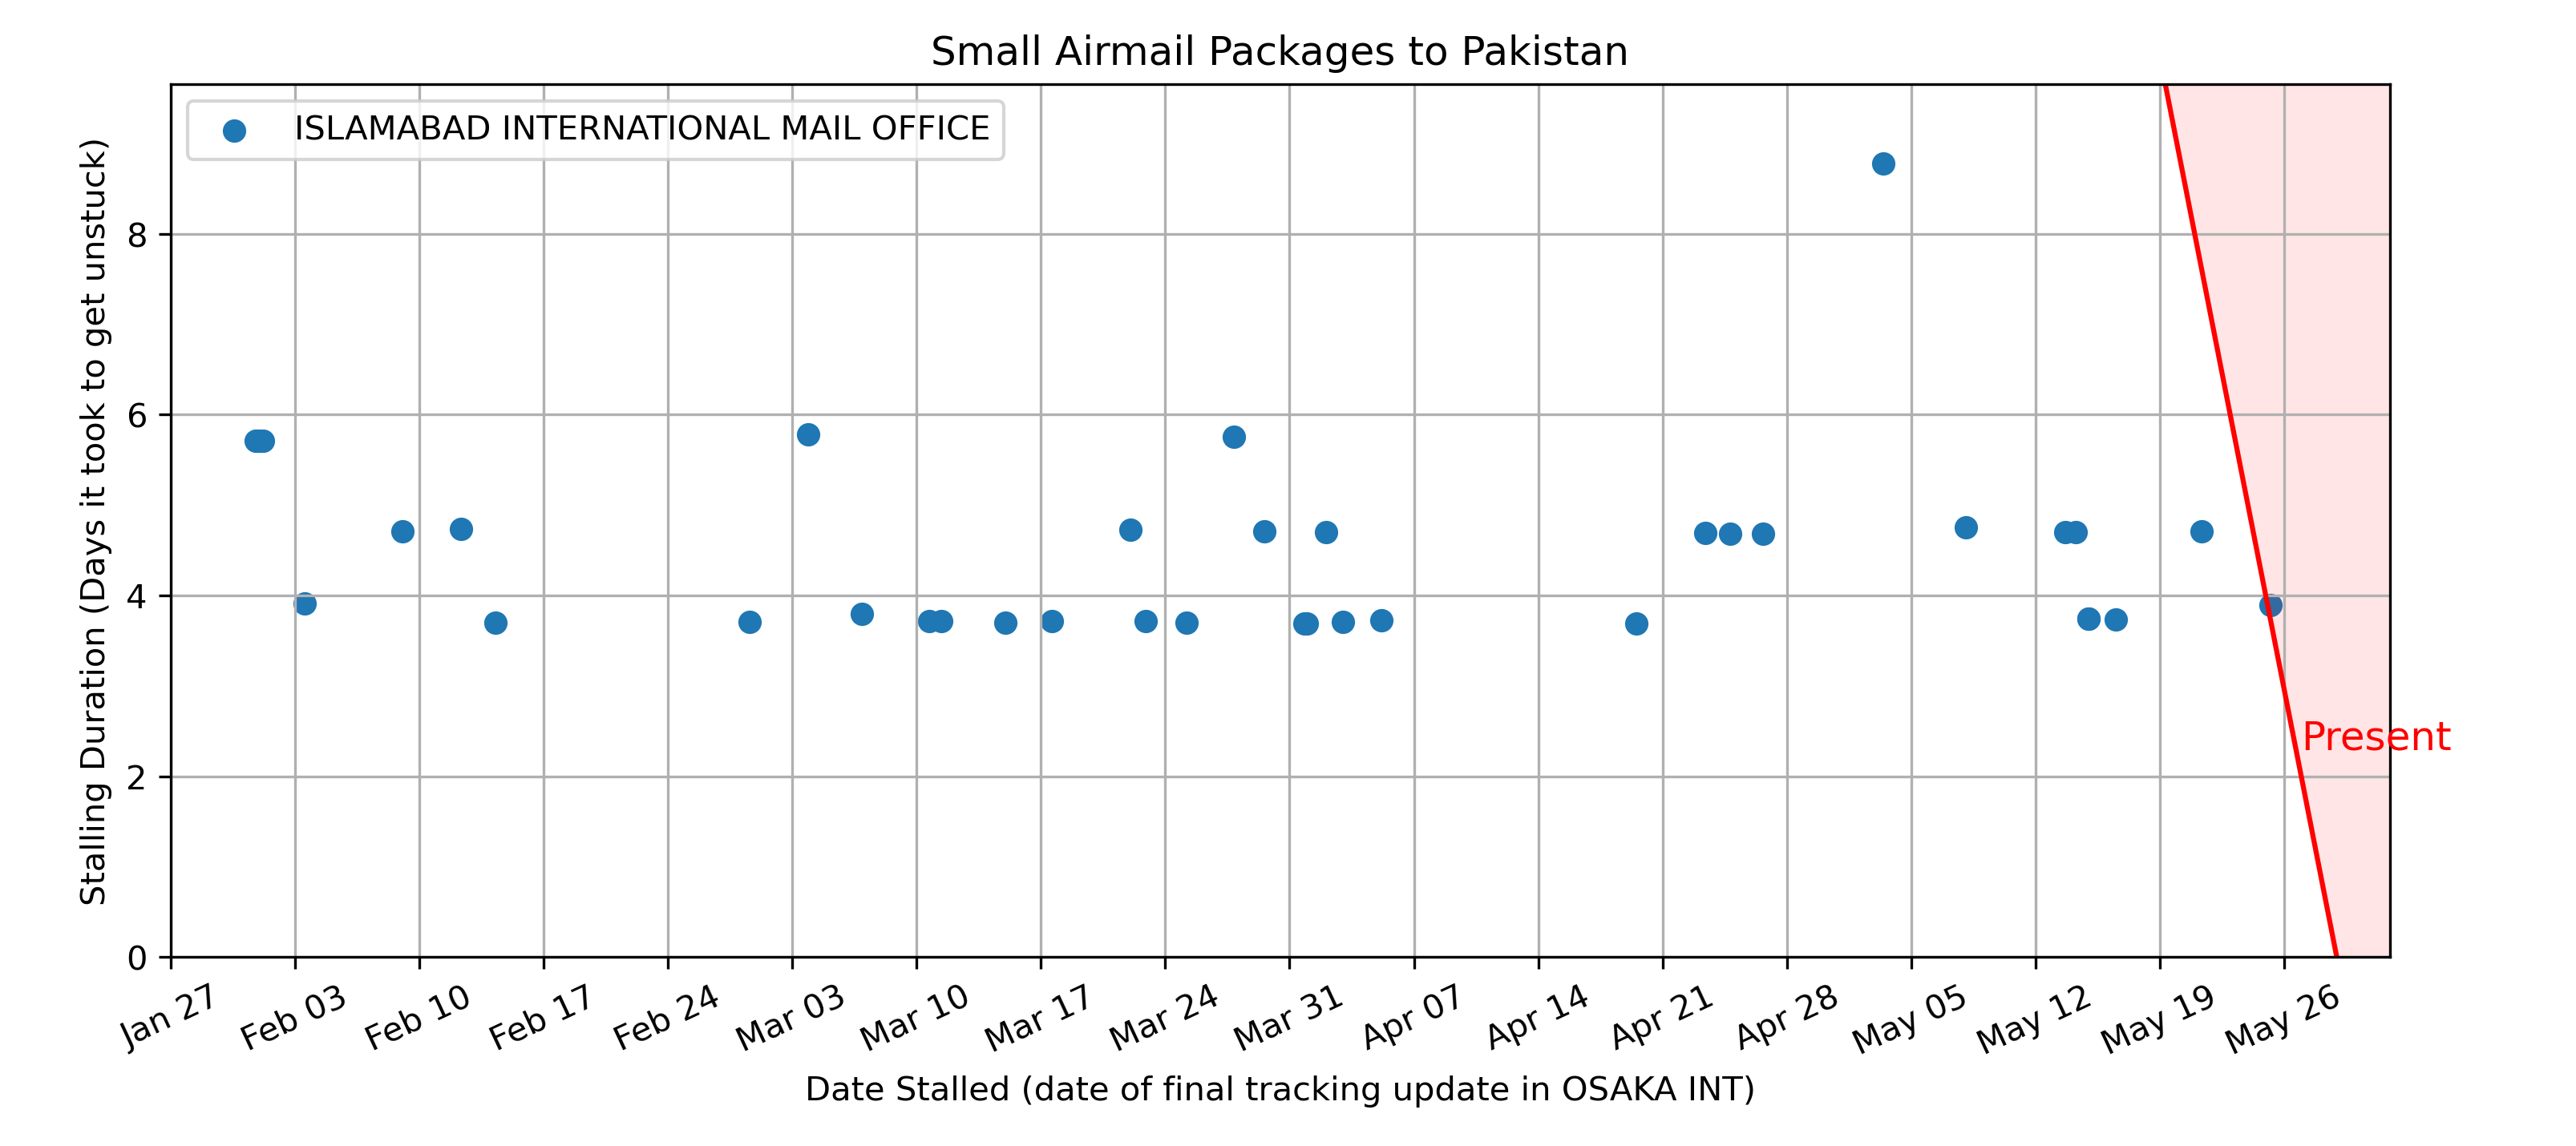 Small Airmail Packages to Pakistan
ISLAMABAD INTERNATIONAL MAIL OFFICE
Stalling Duration (Days it took to get unstuck)
8
6
4
2
0
Present
Jan 27
Feb 03
Feb 10
Feb 17
Feb 24
Mar 03
Mar 10
Mar 17
Mar 24
Mar 31
Apr 07
Apr 14
Apr 21
Apr 28
May 05
May 12
May 19
May 26
Date Stalled (date of final tracking update in OSAKA INT)